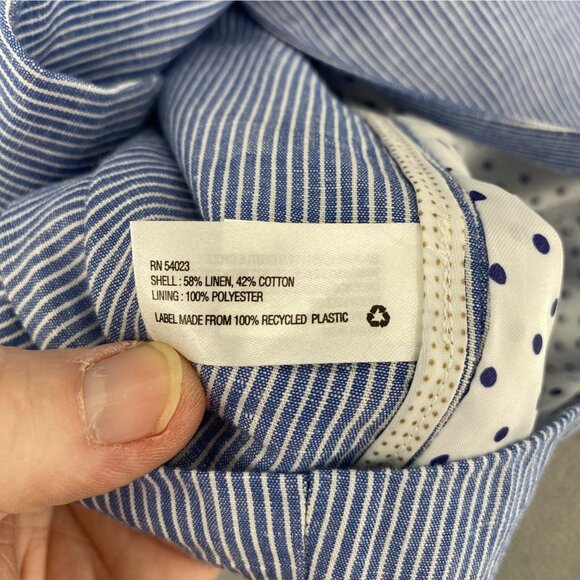 RN 54023
SHELL : 58% LINEN, 42% COTTON
LINING : 100% POLYESTER
LABEL MADE FROM 100% RECYCLED PLASTIC